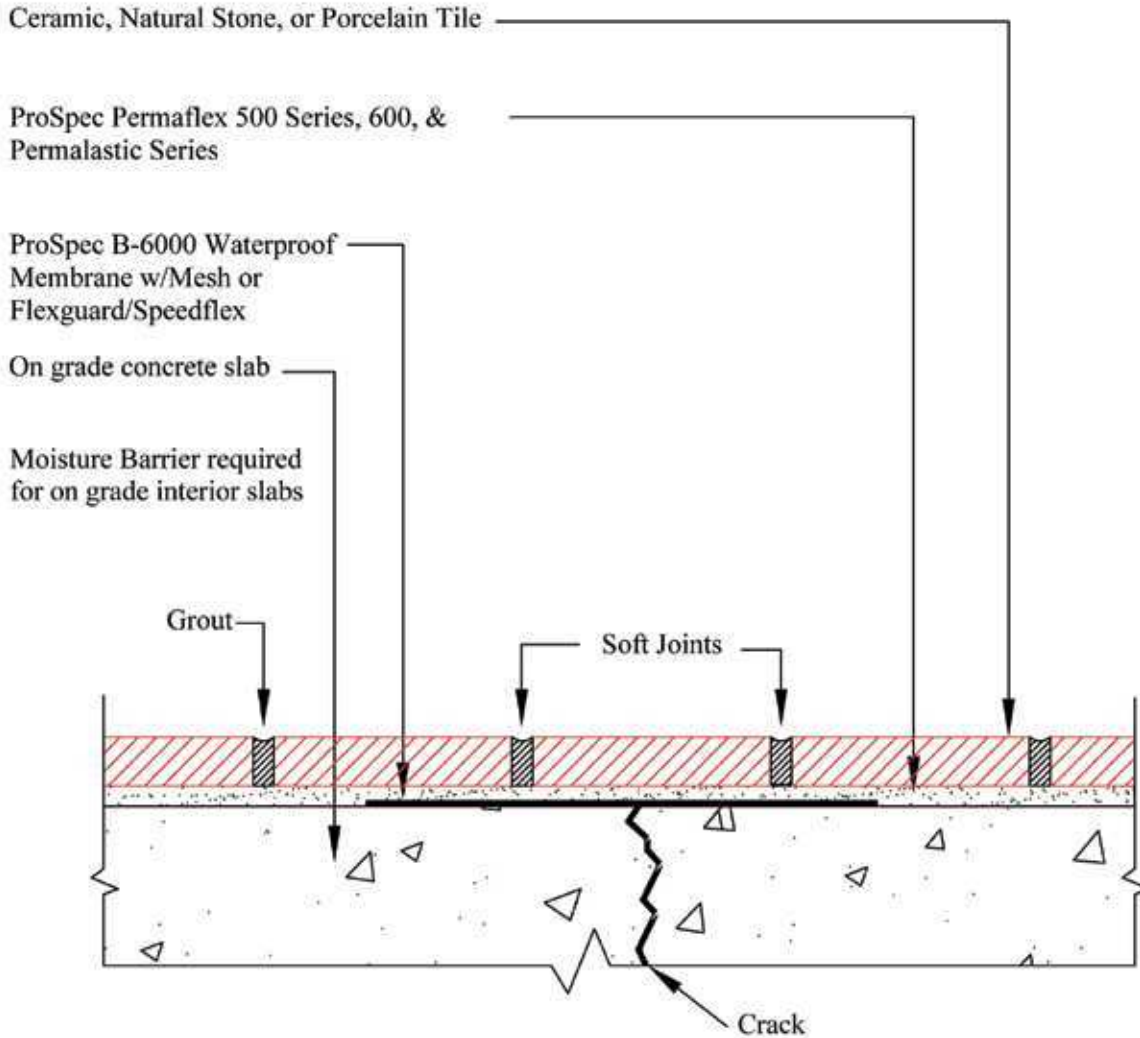 Ceramic, Natural Stone, or Porcelain Tile
ProSpec Permaflex 500 Series, 600, &
Permalastic Series
ProSpec B-6000 Waterproof
Membrane w/Mesh or
Flexguard/Speedflex
On grade concrete slab
Moisture Barrier required
for on grade interior slabs
Grout
Soft Joints
Crack